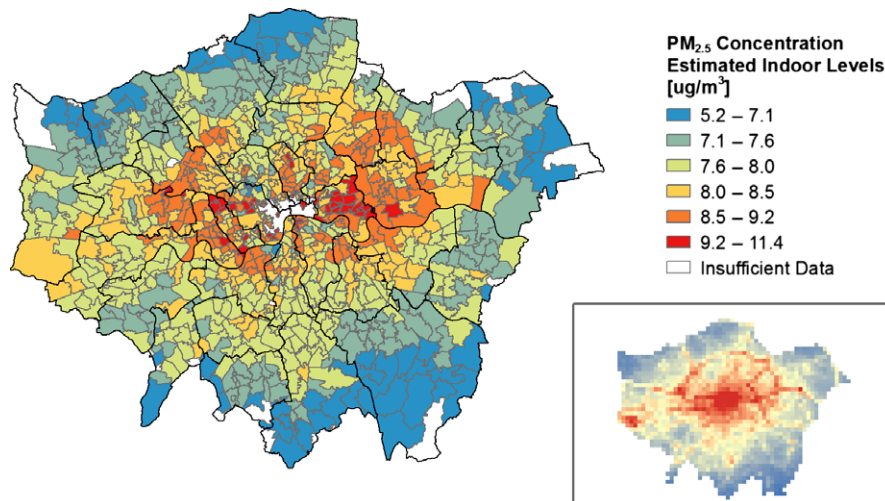 PM2.5 Concentration
Estimated Indoor Levels
[ug/m³]
5.2 – 7.1
7.1 – 7.6
7.6 – 8.0
8.0 – 8.5
8.5 – 9.2
9.2 – 11.4
Insufficient Data